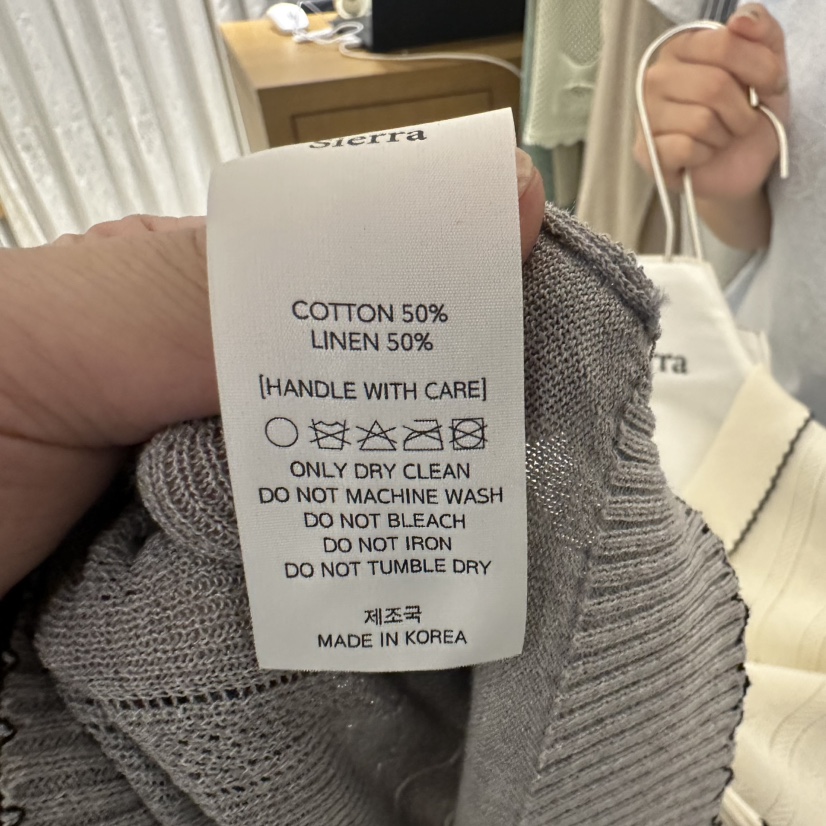 Sierra
COTTON 50%
LINEN 50%
[HANDLE WITH CARE]
ONLY DRY CLEAN
DO NOT MACHINE WASH
DO NOT BLEACH
DO NOT IRON
DO NOT TUMBLE DRY
제조국
MADE IN KOREA
rra